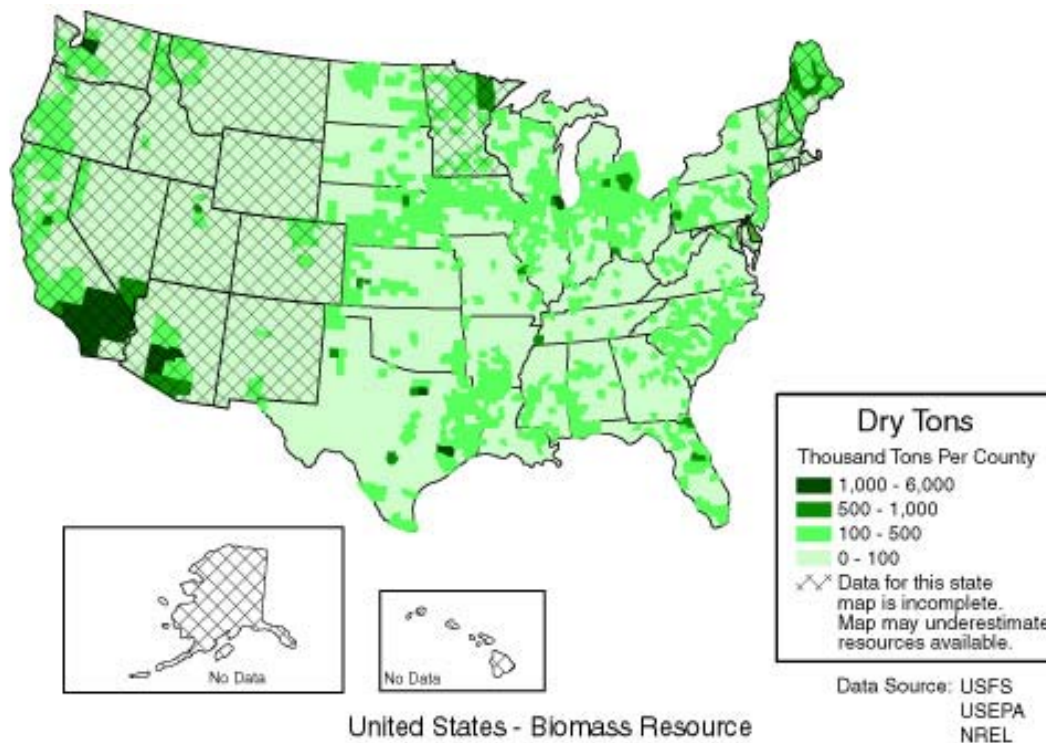 Dry Tons
Thousand Tons Per County
1,000 - 6,000
500 - 1,000
100 - 500
0 - 100
Data for this state
map is incomplete.
Map may underestimate
resources available.
No Data
No Data
Data Source: USFS
USEPA
NREL
United States - Biomass Resource